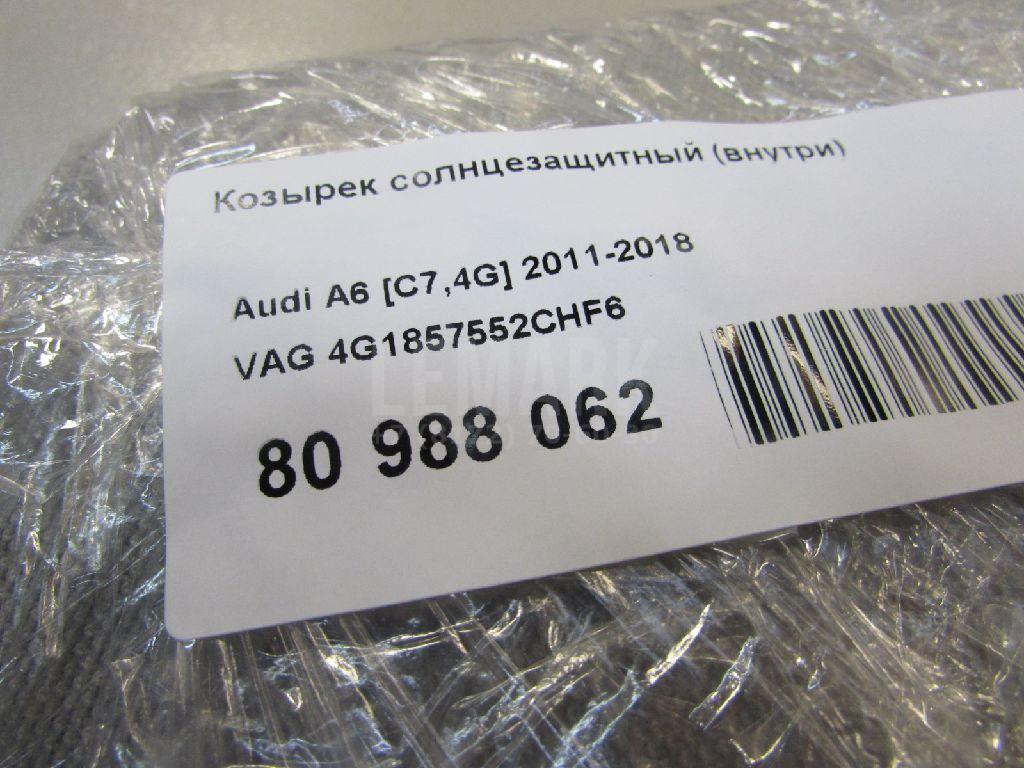 Козырек солнцезащитный (внутри)
Audi A6 [C7,4G] 2011-2018
VAG 4G1857552CHF6
80 988 062
LEMARK